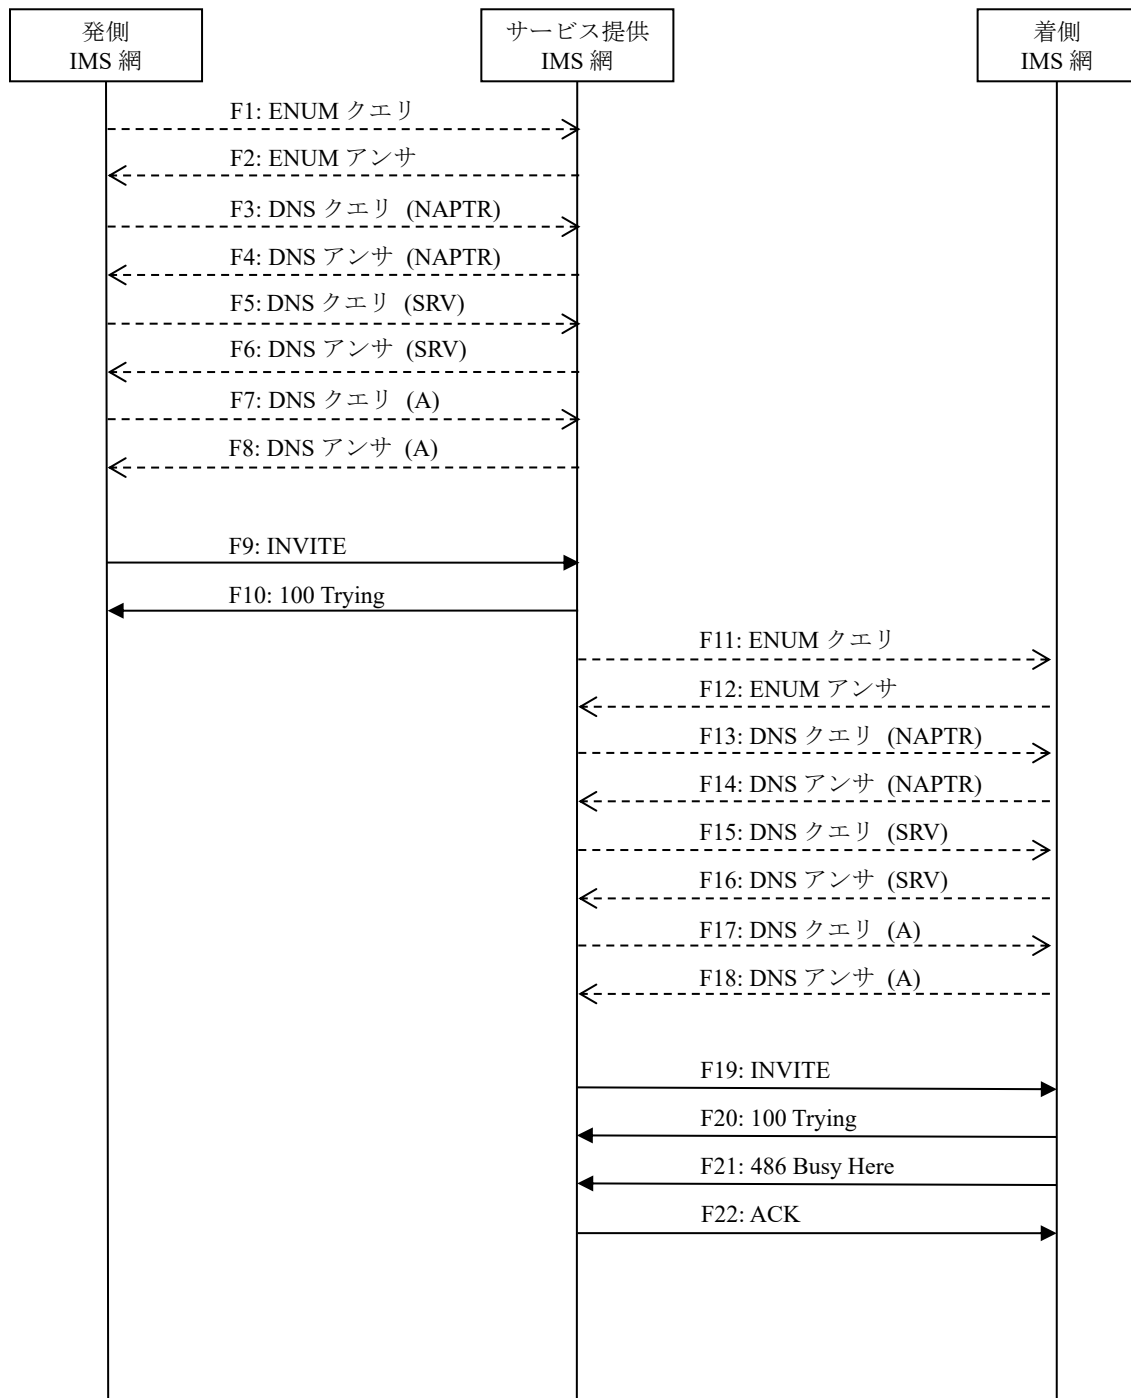 発側
IMS 網
サービス提供
IMS 網
着側
IMS 網
F1: ENUM クエリ
F2: ENUM アンサ
F3: DNS クエリ (NAPTR)
F4: DNS アンサ (NAPTR)
F5: DNS クエリ (SRV)
F6: DNS アンサ (SRV)
F7: DNS クエリ (A)
F8: DNS アンサ (A)
F9: INVITE
F10: 100 Trying
F11: ENUM クエリ
F12: ENUM アンサ
F13: DNS クエリ (NAPTR)
F14: DNS アンサ (NAPTR)
F15: DNS クエリ (SRV)
F16: DNS アンサ (SRV)
F17: DNS クエリ (A)
F18: DNS アンサ (A)
F19: INVITE
F20: 100 Trying
F21: 486 Busy Here
F22: ACK